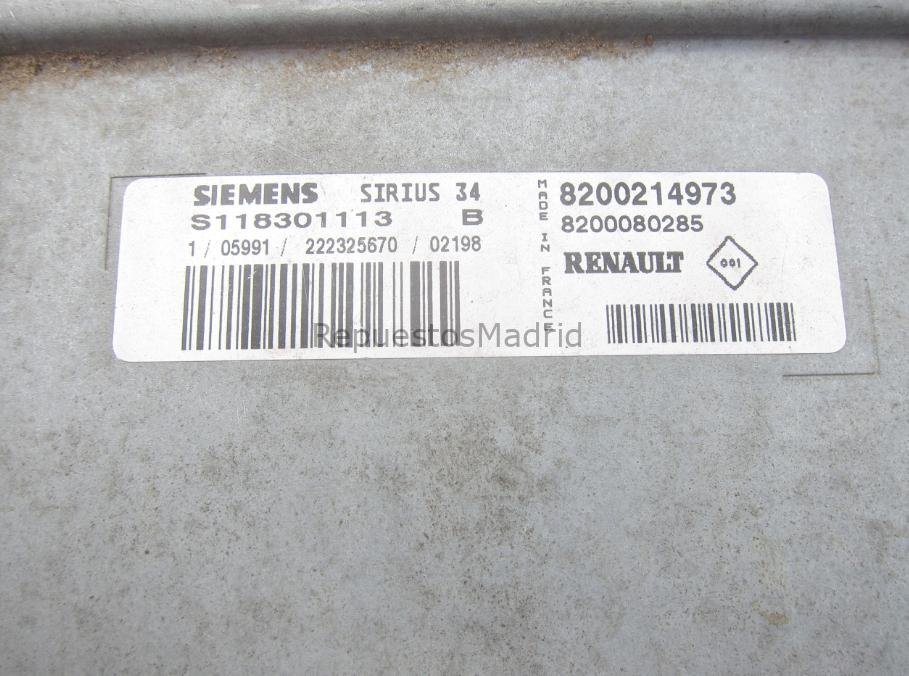 SIEMENS SIRIUS 34
S118301113 B
1 / 05991 / 222325670 / 02198
MADE IN FRANCE
8200214973
8200080285
RENAULT 001
RepuestosMadrid